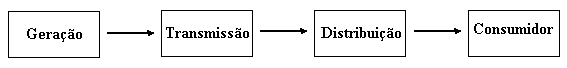 Geração
Transmissão
Distribuição
Consumidor